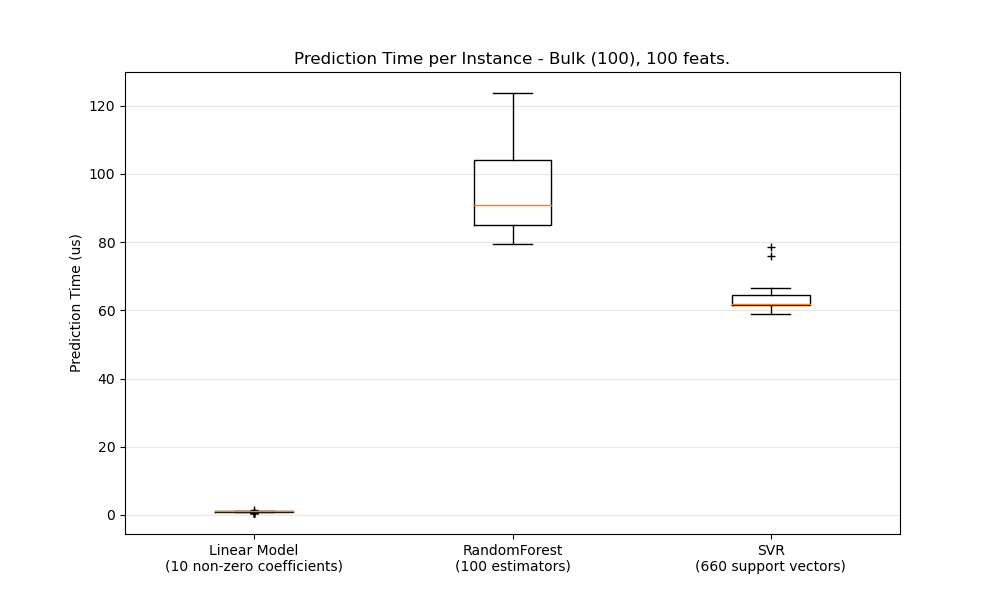 Prediction Time per Instance - Bulk (100), 100 feats.
Prediction Time (us)
120
100
80
60
40
20
0
Linear Model
(10 non-zero coefficients)
RandomForest
(100 estimators)
SVR
(660 support vectors)